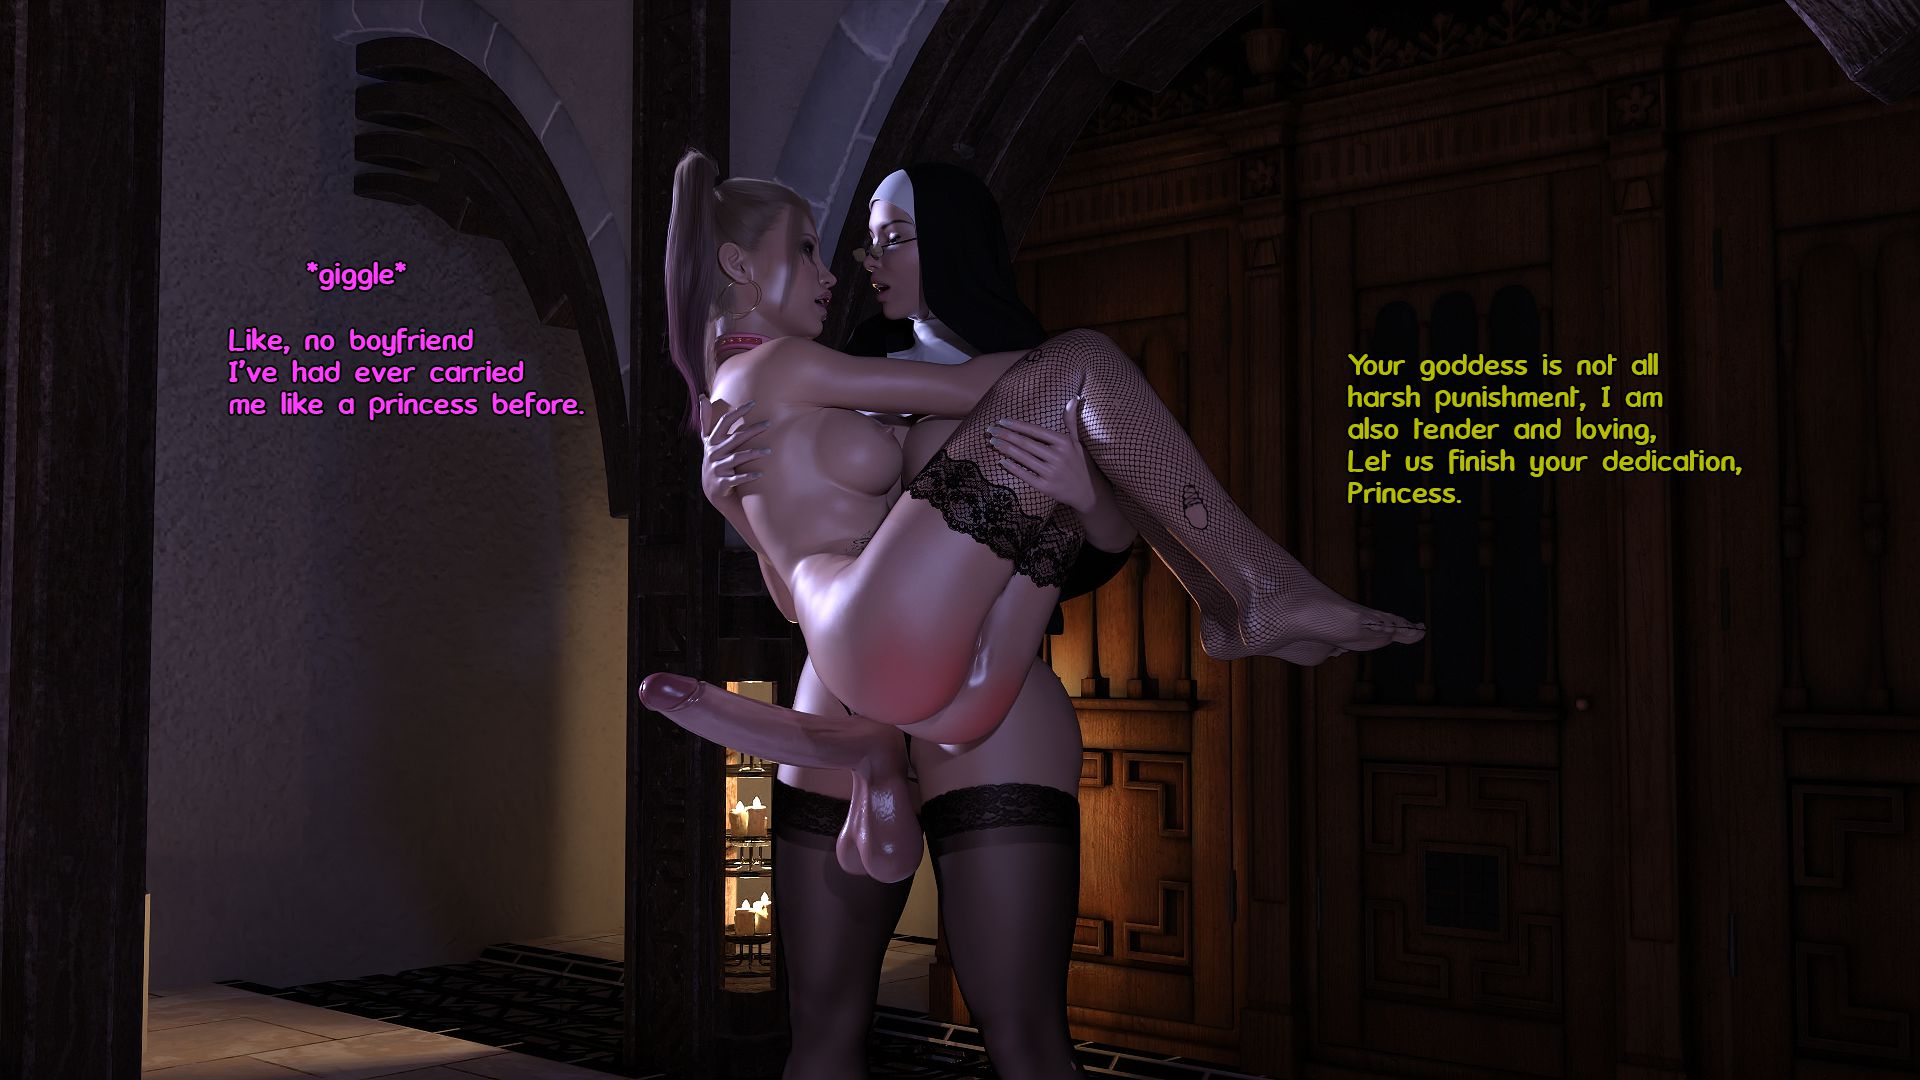 *giggle*
Like, no boyfriend
I've had ever carried
me like a princess before.
Your goddess is not all
harsh punishment, I am
also tender and loving,
Let us finish your dedication,
Princess.